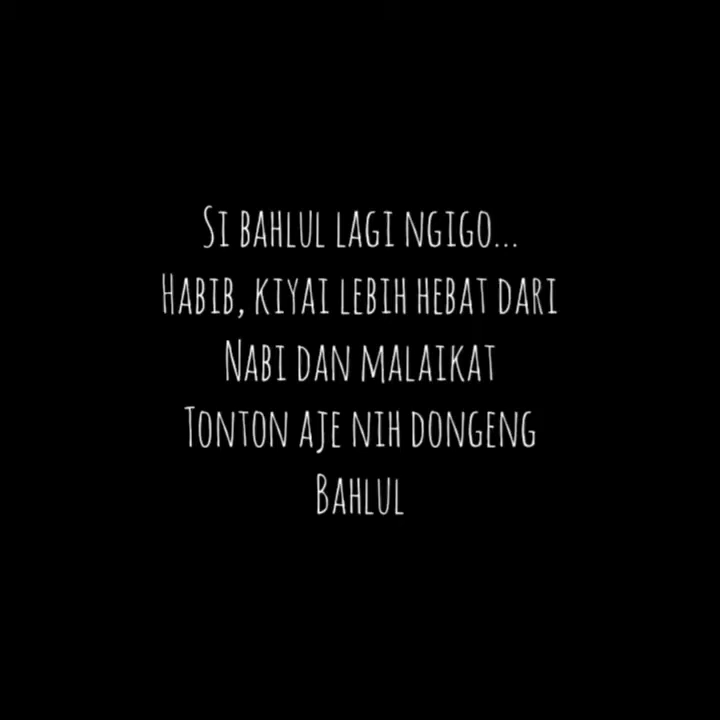 Si bahlul lagi ngigo...
Habib, kiyai lebih hebat dari
Nabi dan malaikat
Tonton aje nih dongeng
Bahlul